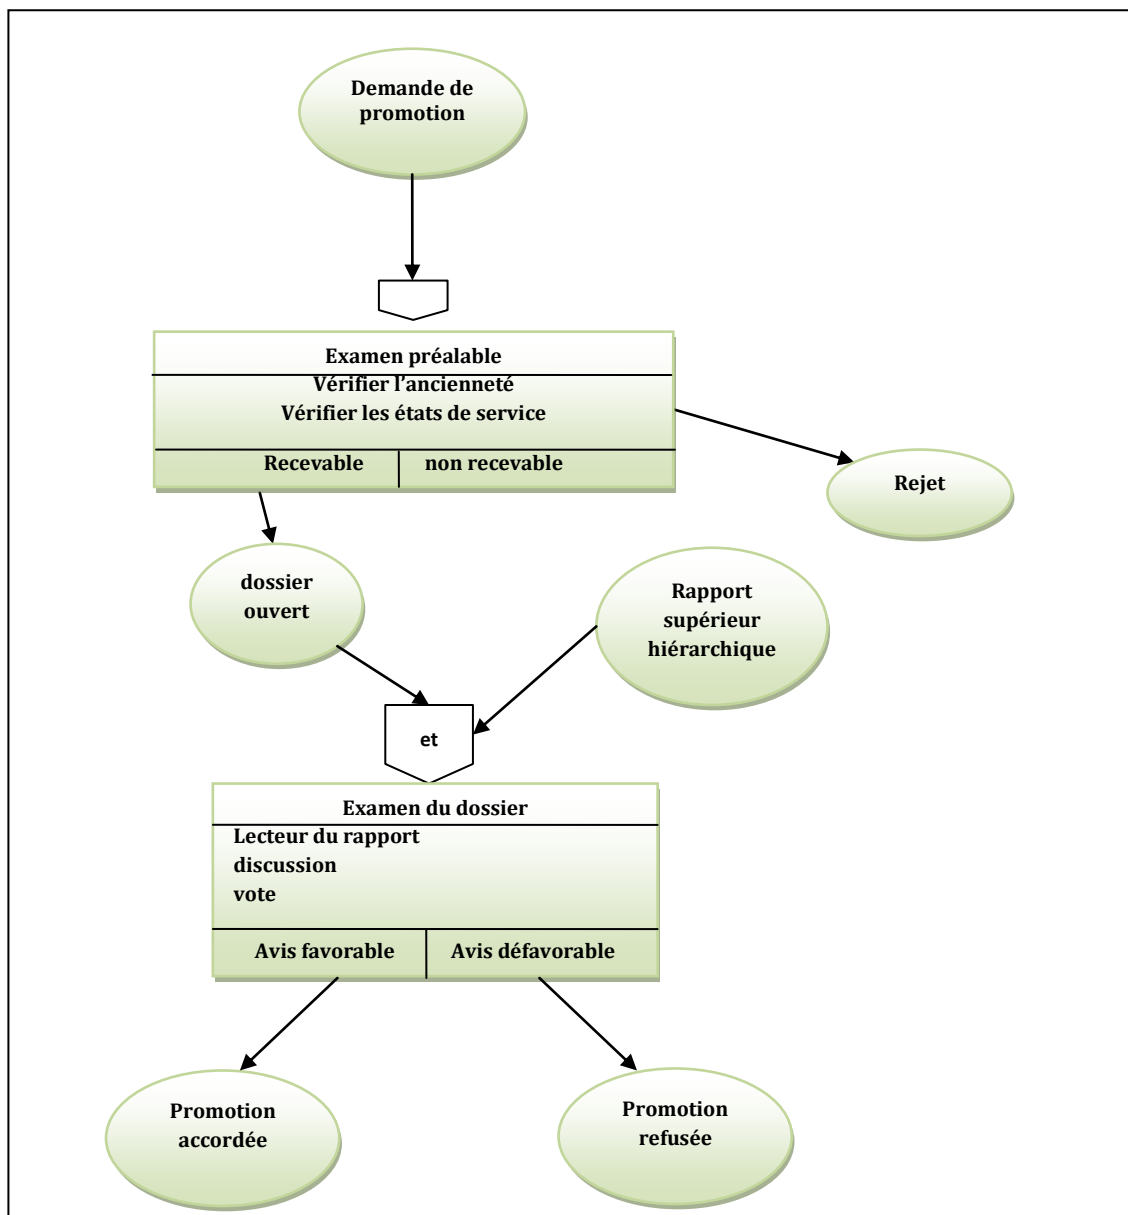 Demande de
promotion
Examen préalable
Vérifier l'ancienneté
Vérifier les états de service
Recevable
non recevable
Rejet
dossier
ouvert
Rapport
supérieur
hiérarchique
et
Examen du dossier
Lecteur du rapport
discussion
vote
Avis favorable
Avis défavorable
Promotion
accordée
Promotion
refusée